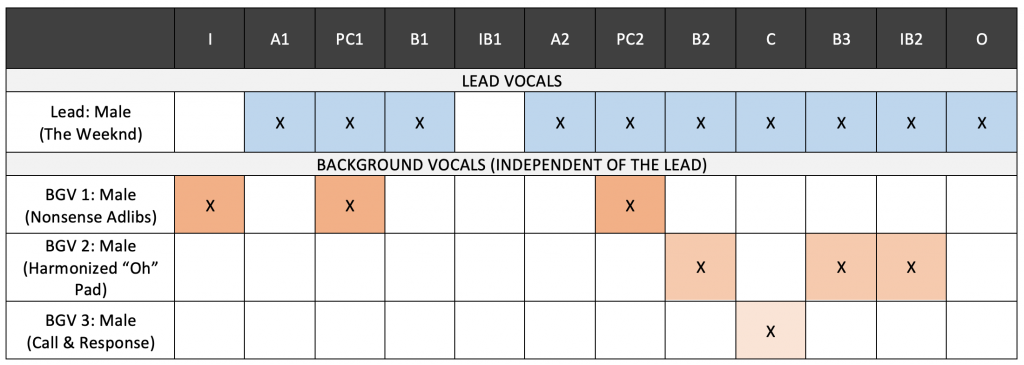 I A1 PC1 B1 IB1 A2 PC2 B2 C B3 IB2 O
LEAD VOCALS
Lead: Male
(The Weeknd)
X X X X X X X X X X
BACKGROUND VOCALS (INDEPENDENT OF THE LEAD)
BGV 1: Male
(Nonsense Adlibs)
X X X
BGV 2: Male
(Harmonized “Oh”
Pad)
X X X
BGV 3: Male
(Call & Response)
X